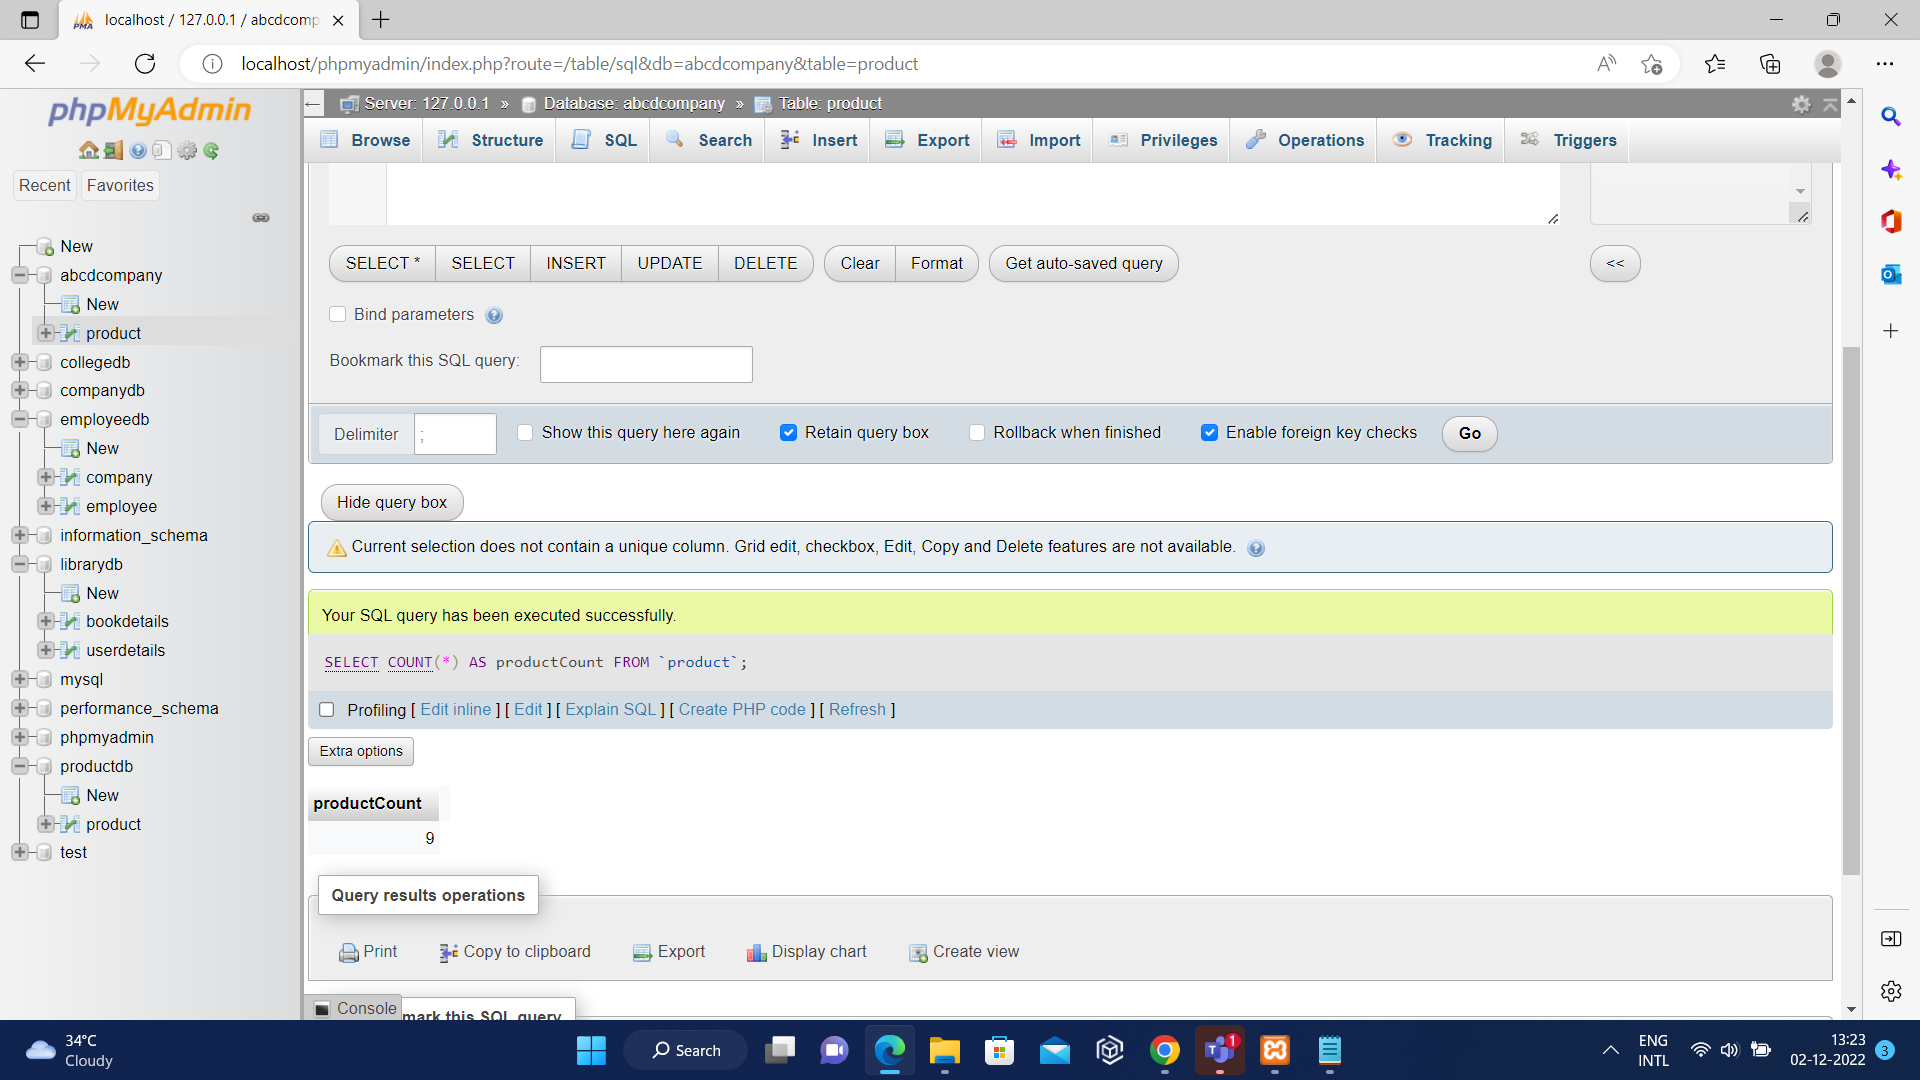 localhost / 127.0.0.1 / abcdcomp
localhost/phpmyadmin/index.php?route=/table/sql&db=abcdcompany&table=product
phpMyAdmin
Recent
Favorites
New
abcdcompany
New
product
collegedb
companydb
employeedb
New
company
employee
information_schema
librarydb
New
bookdetails
userdetails
mysql
performance_schema
phpmyadmin
productdb
New
product
test
Server: 127.0.0.1 » Database: abcdcompany » Table: product
Browse Structure SQL Search Insert Export Import Privileges Operations Tracking Triggers
SELECT * SELECT INSERT UPDATE DELETE Clear Format Get auto-saved query <<
Bind parameters
Bookmark this SQL query:
Delimiter ; Show this query here again Retain query box Rollback when finished Enable foreign key checks Go
Hide query box
Current selection does not contain a unique column. Grid edit, checkbox, Edit, Copy and Delete features are not available.
Your SQL query has been executed successfully.
SELECT COUNT(*) AS productCount FROM `product`;
Profiling [ Edit inline ] [ Edit ] [ Explain SQL ] [ Create PHP code ] [ Refresh ]
Extra options
productCount
9
Query results operations
Print Copy to clipboard Export Display chart Create view
Console
mark this SQL query
34°C
Cloudy
Search
1
ENG
INTL
13:23
02-12-2022
3